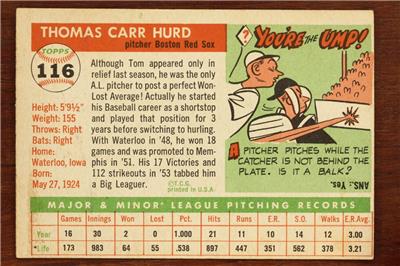 THOMAS CARR HURD
pitcher Boston Red Sox
TOPPS
116
Height: 5'9½"
Weight: 155
Throws: Right
Bats: Right
Home:
Waterloo, Iowa
Born:
May 27, 1924
Although Tom appeared only in
relief last season, he was the only
A.L. pitcher to post a perfect Won-
Lost Average! Actually he started
his Baseball career as a shortstop
and played that position for 3
years before switching to hurling.
With Waterloo in '48, he won 18
games and was promoted to Mem-
phis in '51. His 17 Victories and
112 strikeouts in '53 tabbed him a
Big Leaguer.
©T.C.G.
printed in U.S.A.
?
YOU'RE THE UMP!
A PITCHER PITCHES WHILE THE
CATCHER IS NOT BEHIND THE
PLATE. IS IT A BALK?
ANS.: Yes.
MAJOR & MINOR LEAGUE PITCHING RECORDS
Games Innings Won Lost Pct. Hits Runs S.O. Walks E.R.Avg.
Year 16 30 2 0 1.000 21 11 14 12 3.00
Life 173 983 64 55 .538 897 447 521 362 3.21